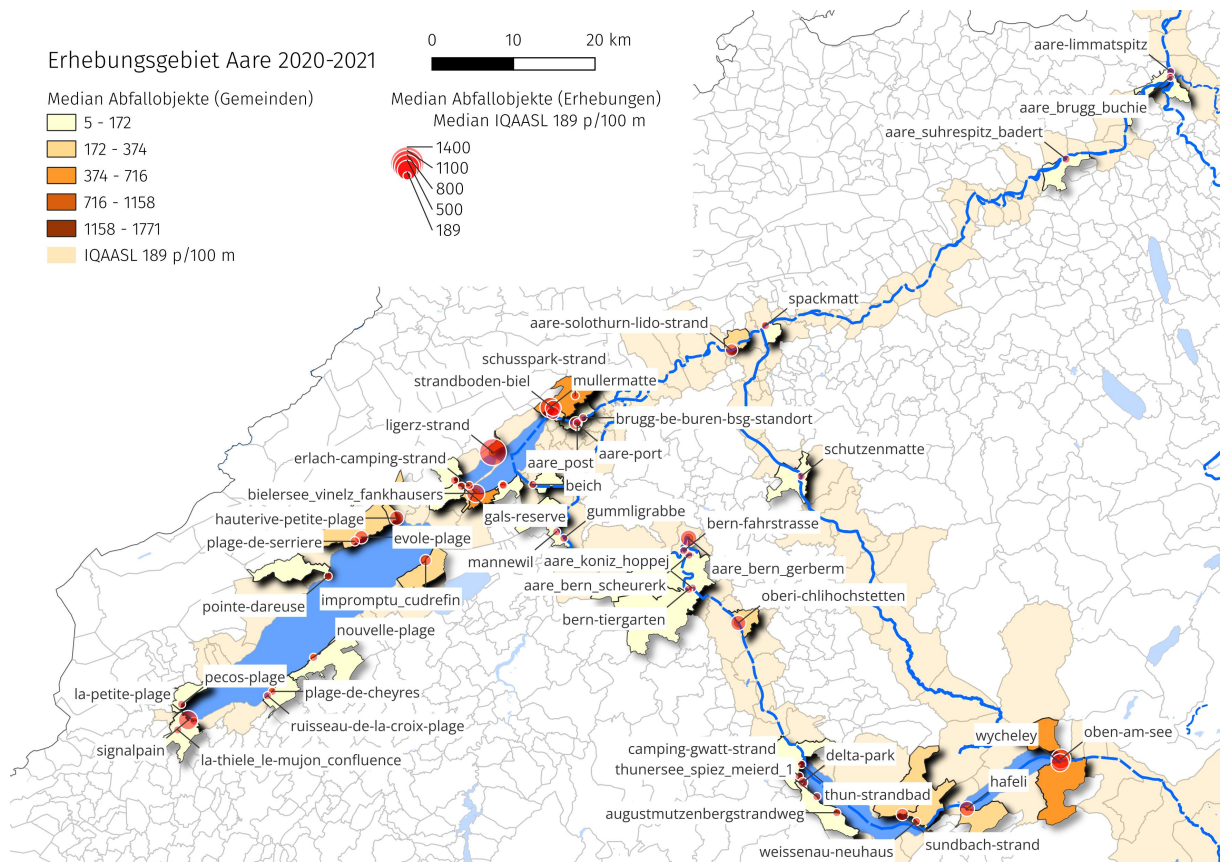 Erhebungsgebiet Aare 2020-2021
0 10 20 km
Median Abfallobjekte (Gemeinden)
5 - 172
172 - 374
374 - 716
716 - 1158
1158 - 1771
IQAASL 189 p/100 m
Median Abfallobjekte (Erhebungen)
Median IQAASL 189 p/100 m
1400
1100
800
500
189
aare-limmatspitz
aare_brugg_buchie
aare_suhrespitz_badert
spackmatt
aare-solothurn-lido-strand
schusspark-strand
strandboden-biel
mullermatte
ligerz-strand
brugg-be-buren-bsg-standort
aare-port
erlach-camping-strand
aare_post
schutzenmatte
bielersee_vinelz_fankhausers
beich
hauterive-petite-plage
gals-reserve
gummligrabbe
bern-fahrstrasse
plage-de-serriere
evole-plage
mannewil
aare_koniz_hoppej
aare_bern_gerberm
aare_bern_scheurerk
pointe-dareuse
impromptu_cudrefin
oberi-chlihochstetten
bern-tiergarten
nouvelle-plage
pecos-plage
la-petite-plage
plage-de-cheyres
ruisseau-de-la-croix-plage
signalpain
la-thiele_le-mujon_confluence
camping-gwatt-strand
delta-park
wycheley
oben-am-see
thunersee_spiez_meierd_1
hafeli
thun-strandbad
augustmutzenbergstrandweg
sundbach-strand
weissenau-neuhaus